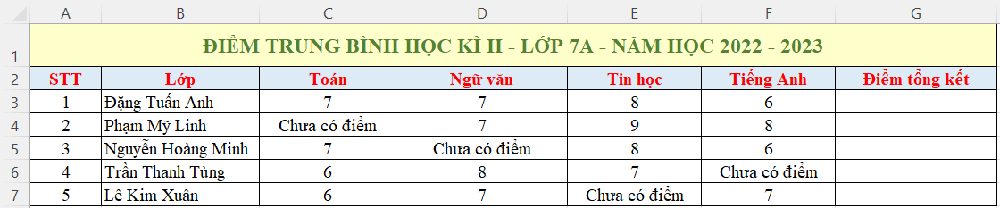 A B C D E F G
1 ĐIỂM TRUNG BÌNH HỌC KÌ II - LỚP 7A - NĂM HỌC 2022 - 2023
2 STT Lớp Toán Ngữ văn Tin học Tiếng Anh Điểm tổng kết
3 1 Đặng Tuấn Anh 7 7 8 6
4 2 Phạm Mỹ Linh Chưa có điểm 7 9 8
5 3 Nguyễn Hoàng Minh 7 Chưa có điểm 8 6
6 4 Trần Thanh Tùng 6 8 7 Chưa có điểm
7 5 Lê Kim Xuân 6 7 Chưa có điểm 7